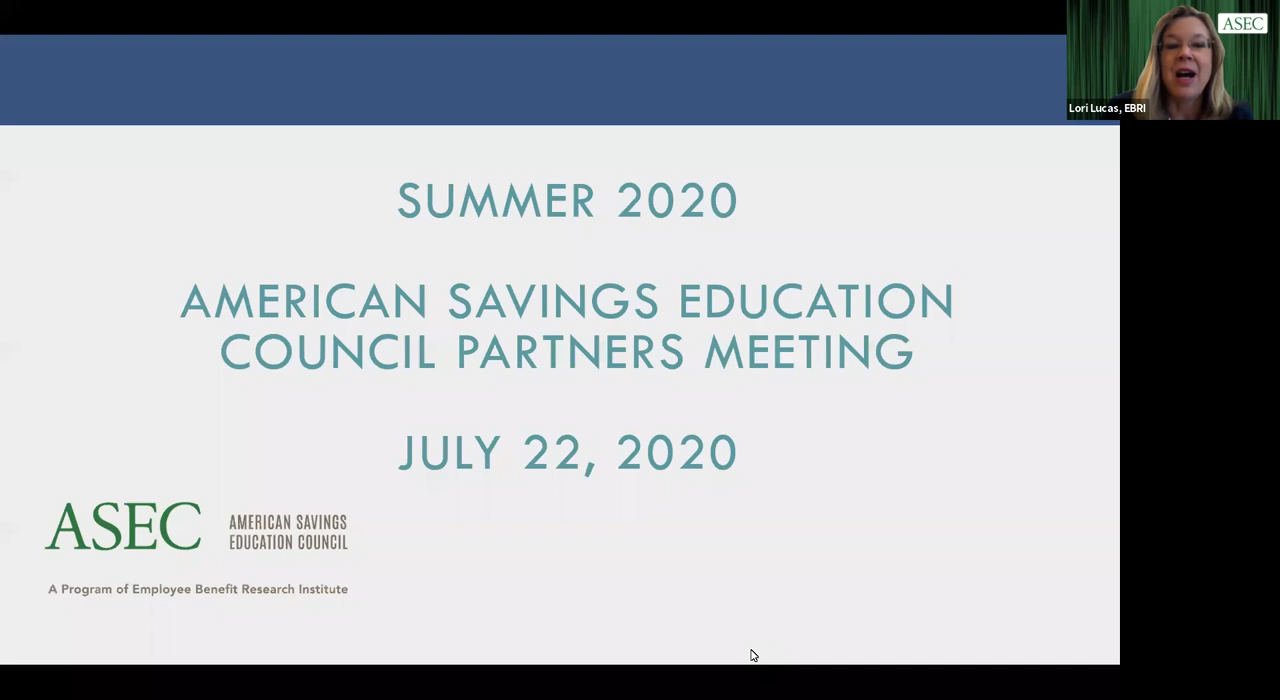 ASEC
Lori Lucas, EBRI
SUMMER 2020
AMERICAN SAVINGS EDUCATION
COUNCIL PARTNERS MEETING
JULY 22, 2020
ASEC
AMERICAN SAVINGS
EDUCATION COUNCIL
A Program of Employee Benefit Research Institute